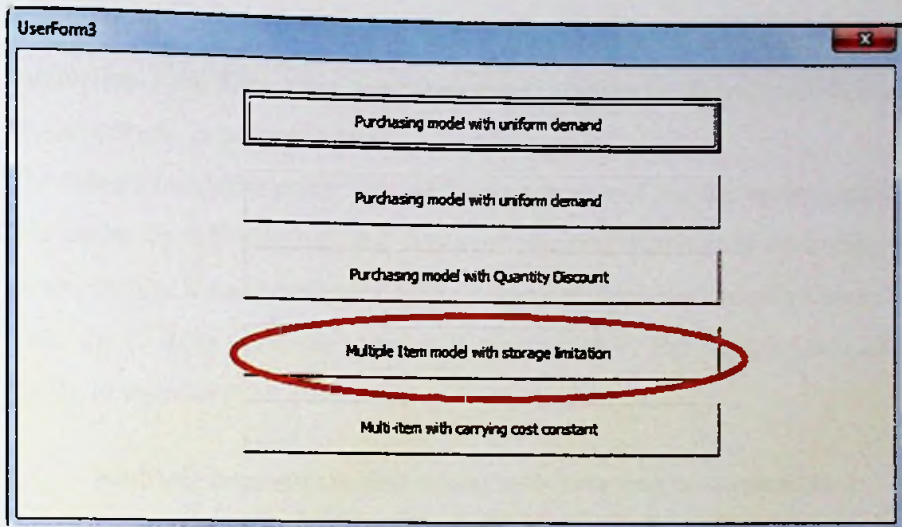 UserForm3
x
Purchasing model with uniform demand
Purchasing model with uniform demand
Purchasing model with Quantity Discount
Multiple Item model with storage limitation
Multi-item with carrying cost constant